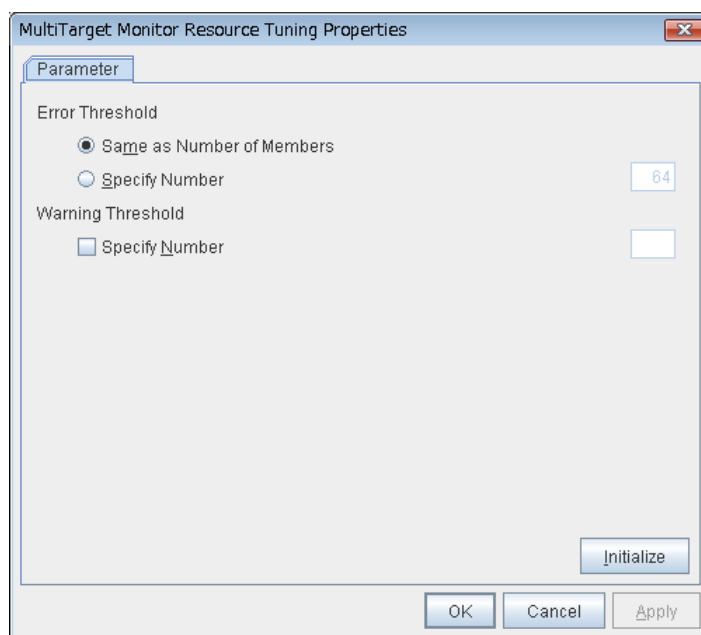 MultiTarget Monitor Resource Tuning Properties
Parameter
Error Threshold
Same as Number of Members
Specify Number 64
Warning Threshold
Specify Number
Initialize
OK Cancel Apply